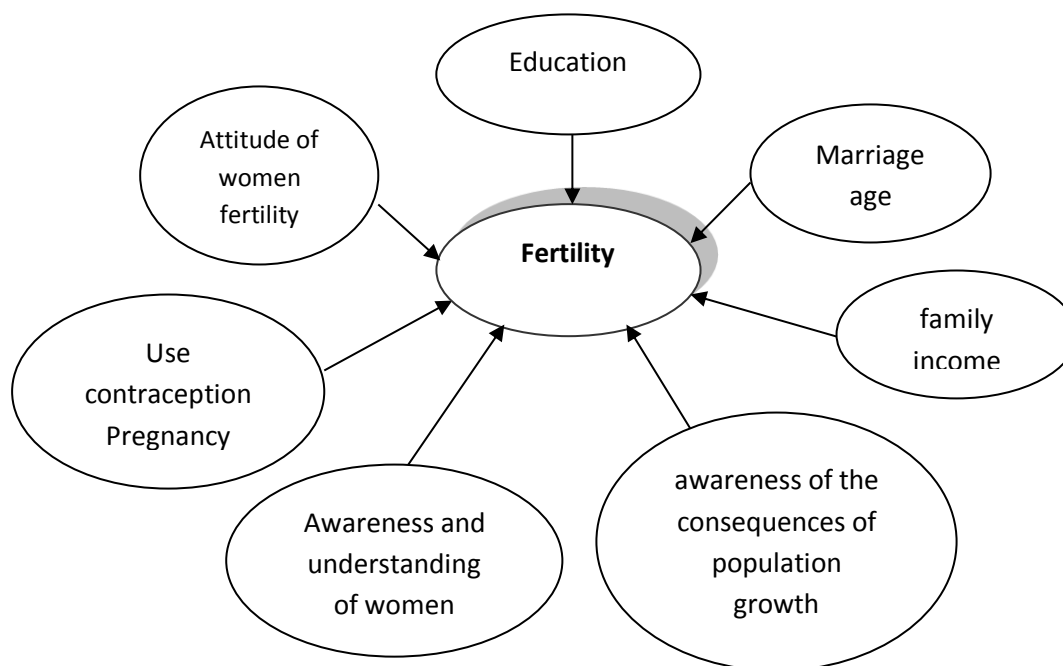 Education
Attitude of
women
fertility
Marriage
age
Fertility
family
income
Use
contraception
Pregnancy
awareness of the
consequences of
population
growth
Awareness and
understanding
of women